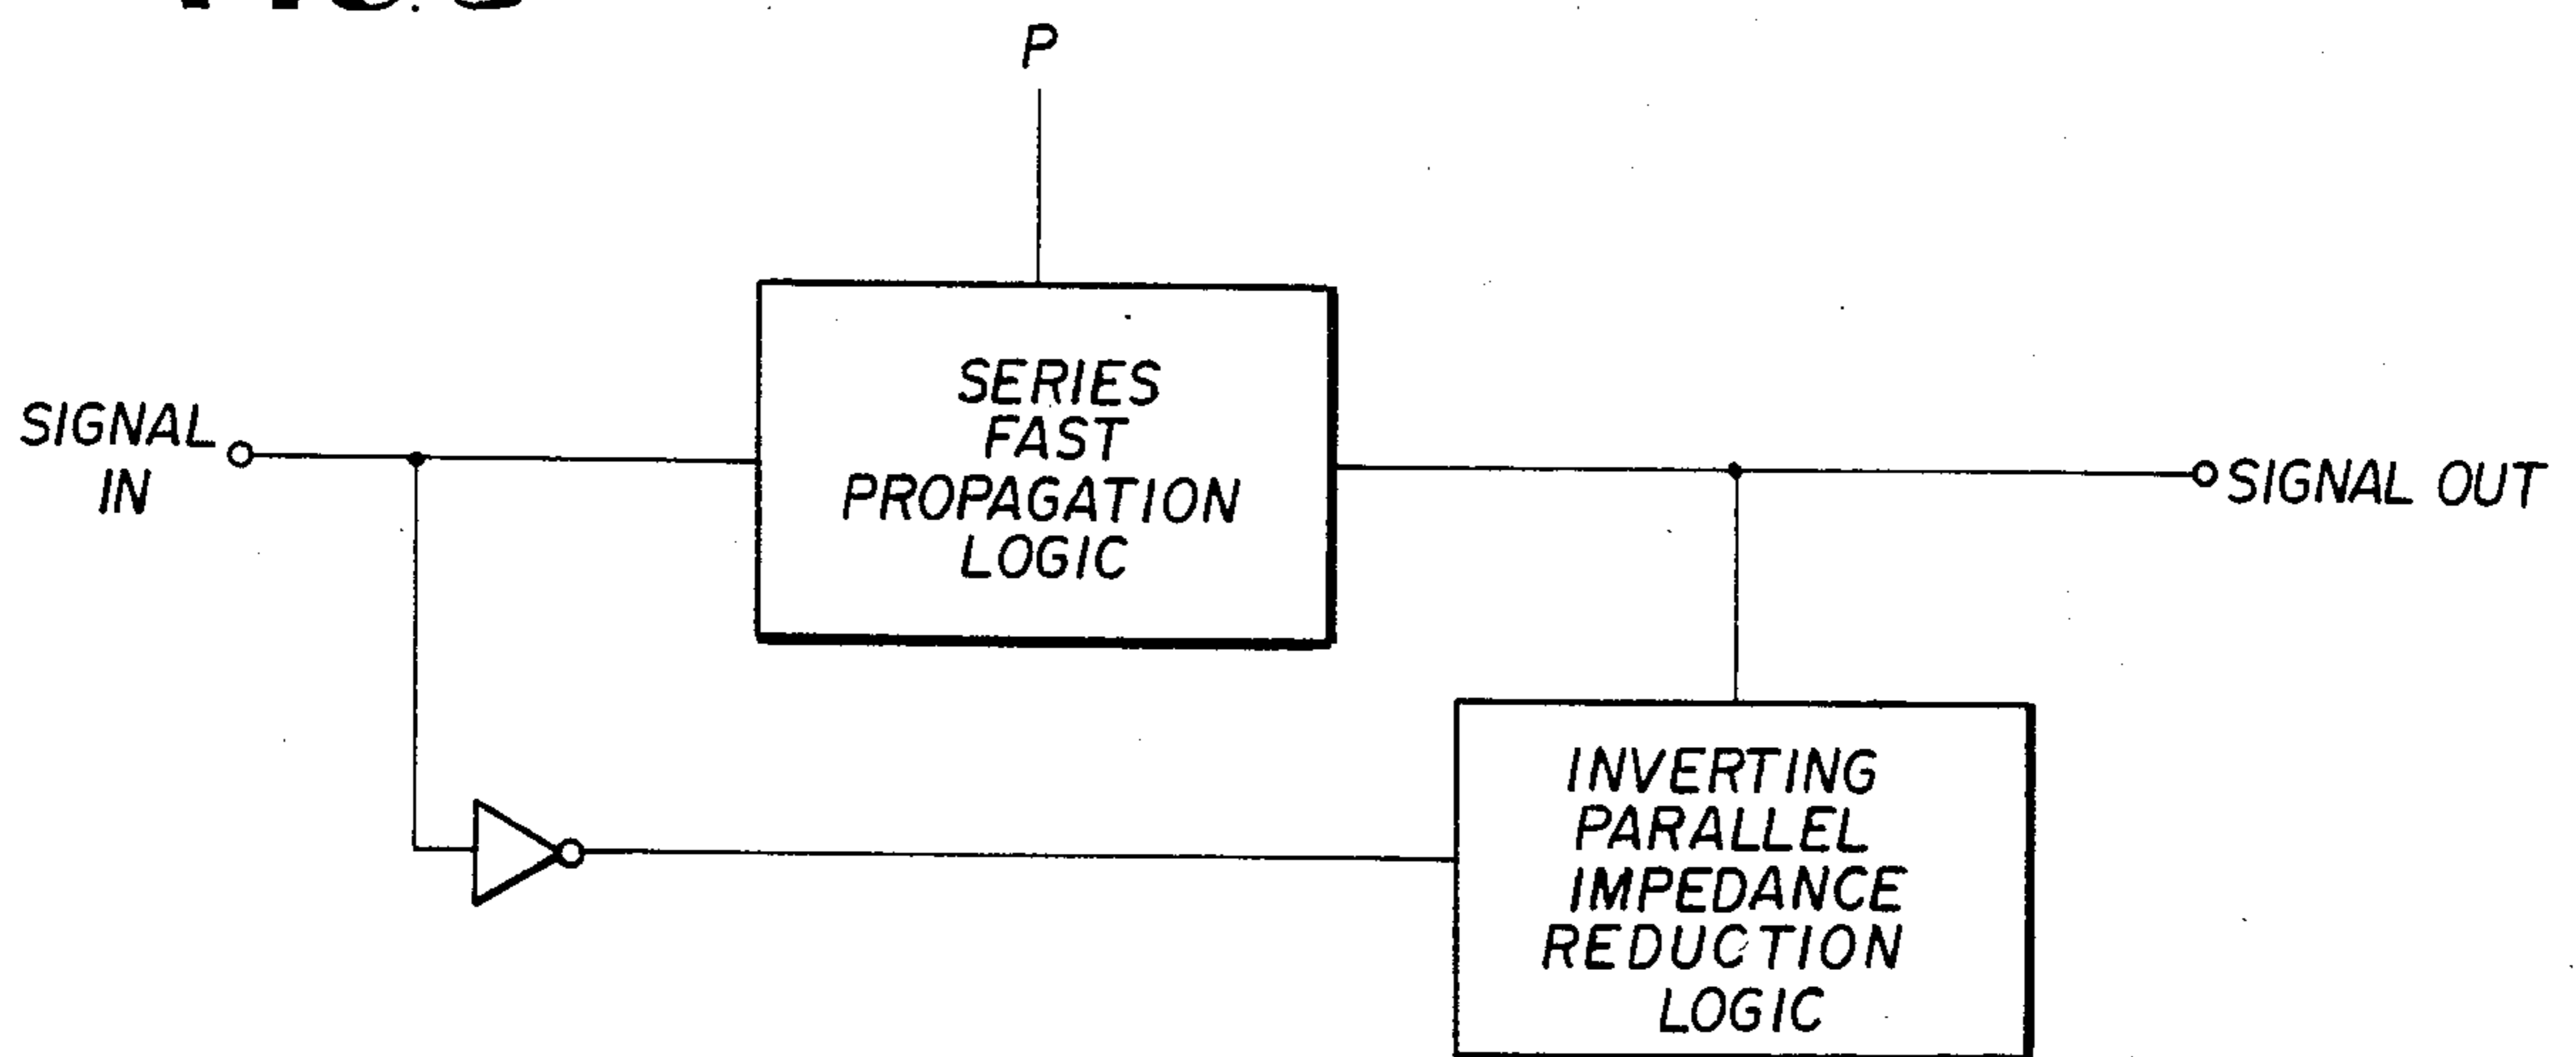 P
SERIES
FAST
PROPAGATION
LOGIC
SIGNAL
IN
SIGNAL OUT
INVERTING
PARALLEL
IMPEDANCE
REDUCTION
LOGIC